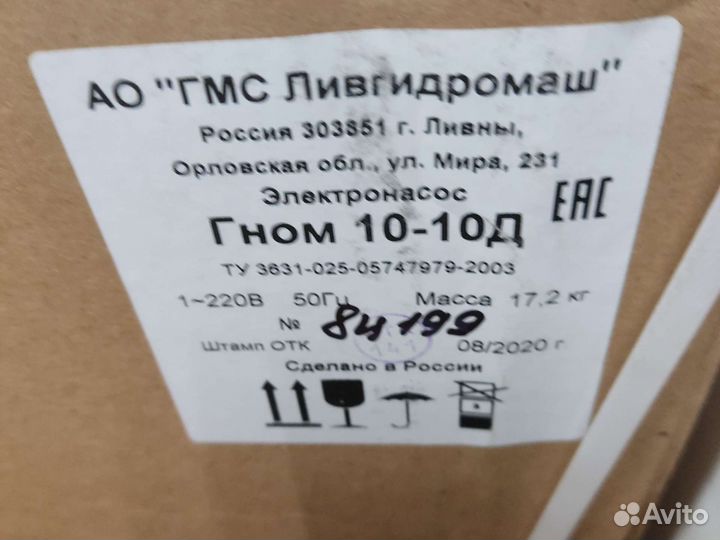 АО "ГМС Ливгидромаш"
Россия 303851 г. Ливны,
Орловская обл., ул. Мира, 231
Электронасос
EAC
Гном 10-10Д
ТУ 3631-025-05747979-2003
1~220В 50Гц Масса 17,2 кг
№ 84199
Штамп ОТК 08/2020 г
Сделано в России
Avito